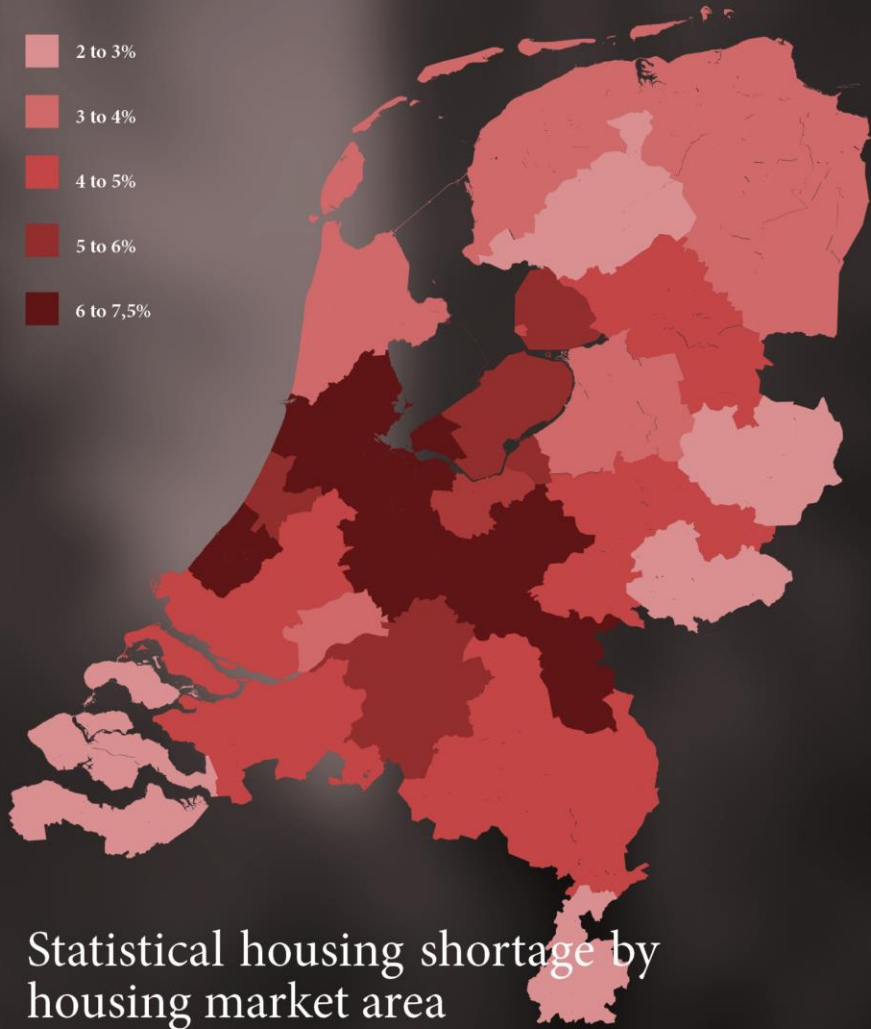 2 to 3%
3 to 4%
4 to 5%
5 to 6%
6 to 7,5%
Statistical housing shortage by
housing market area